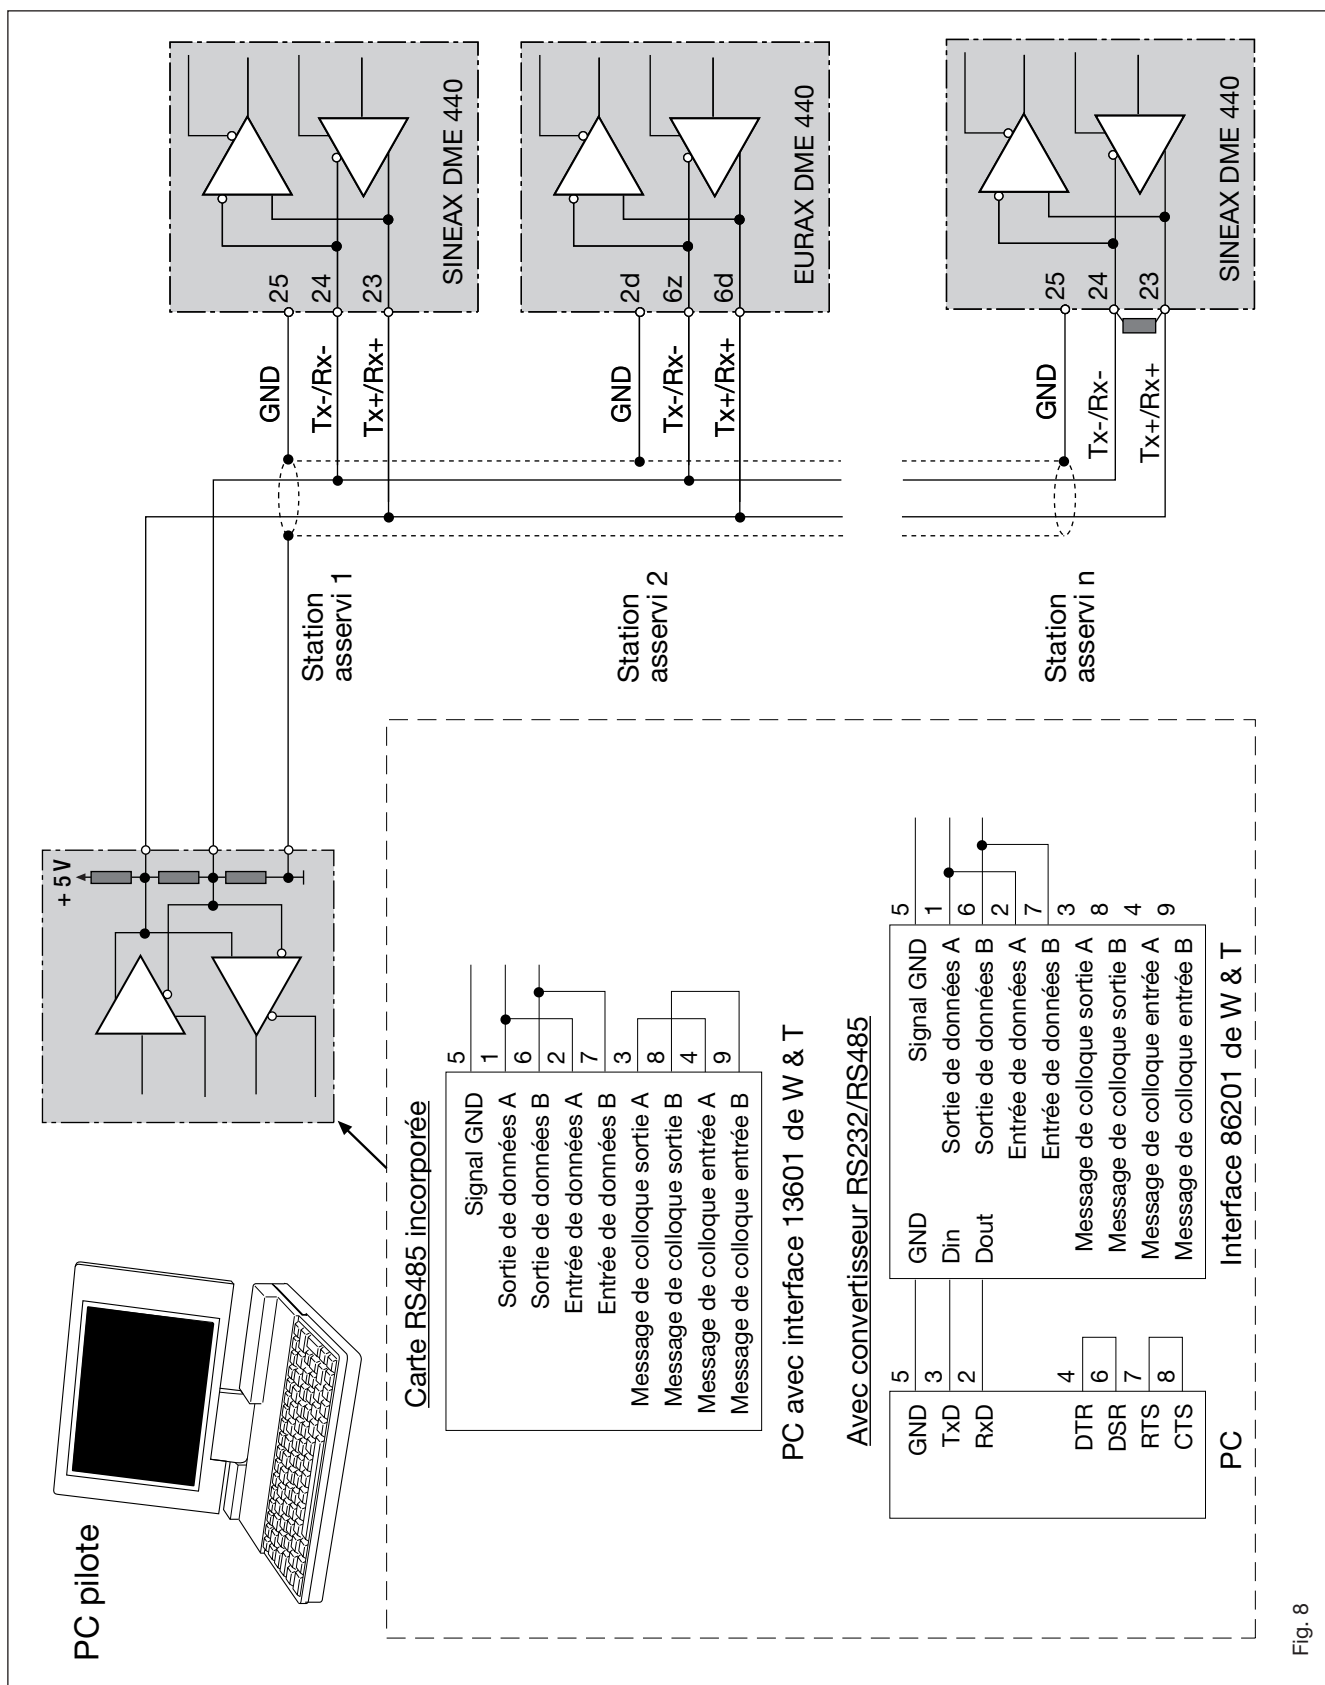 PC pilote
+ 5 V
Station
asservi 1
GND
Tx-/Rx-
Tx+/Rx+
25
24
23
SINEAX DME 440
Station
asservi 2
GND
Tx-/Rx-
Tx+/Rx+
2d
6z
6d
EURAX DME 440
Station
asservi n
GND
Tx-/Rx-
Tx+/Rx+
25
24
23
SINEAX DME 440
Carte RS485 incorporée
Signal GND 5
Sortie de données A 1
Sortie de données B 6
Entrée de données A 2
Entrée de données B 7
Message de colloque sortie A 3
Message de colloque sortie B 8
Message de colloque entrée A 4
Message de colloque entrée B 9
PC avec interface 13601 de W & T
Avec convertisseur RS232/RS485
GND 5
TxD 3
RxD 2
DTR 4
DSR 6
RTS 7
CTS 8
PC
GND
Din
Dout
Signal GND 5
Sortie de données A 1
Sortie de données B 6
Entrée de données A 2
Entrée de données B 7
Message de colloque sortie A 3
Message de colloque sortie B 8
Message de colloque entrée A 4
Message de colloque entrée B 9
Interface 86201 de W & T
Fig. 8